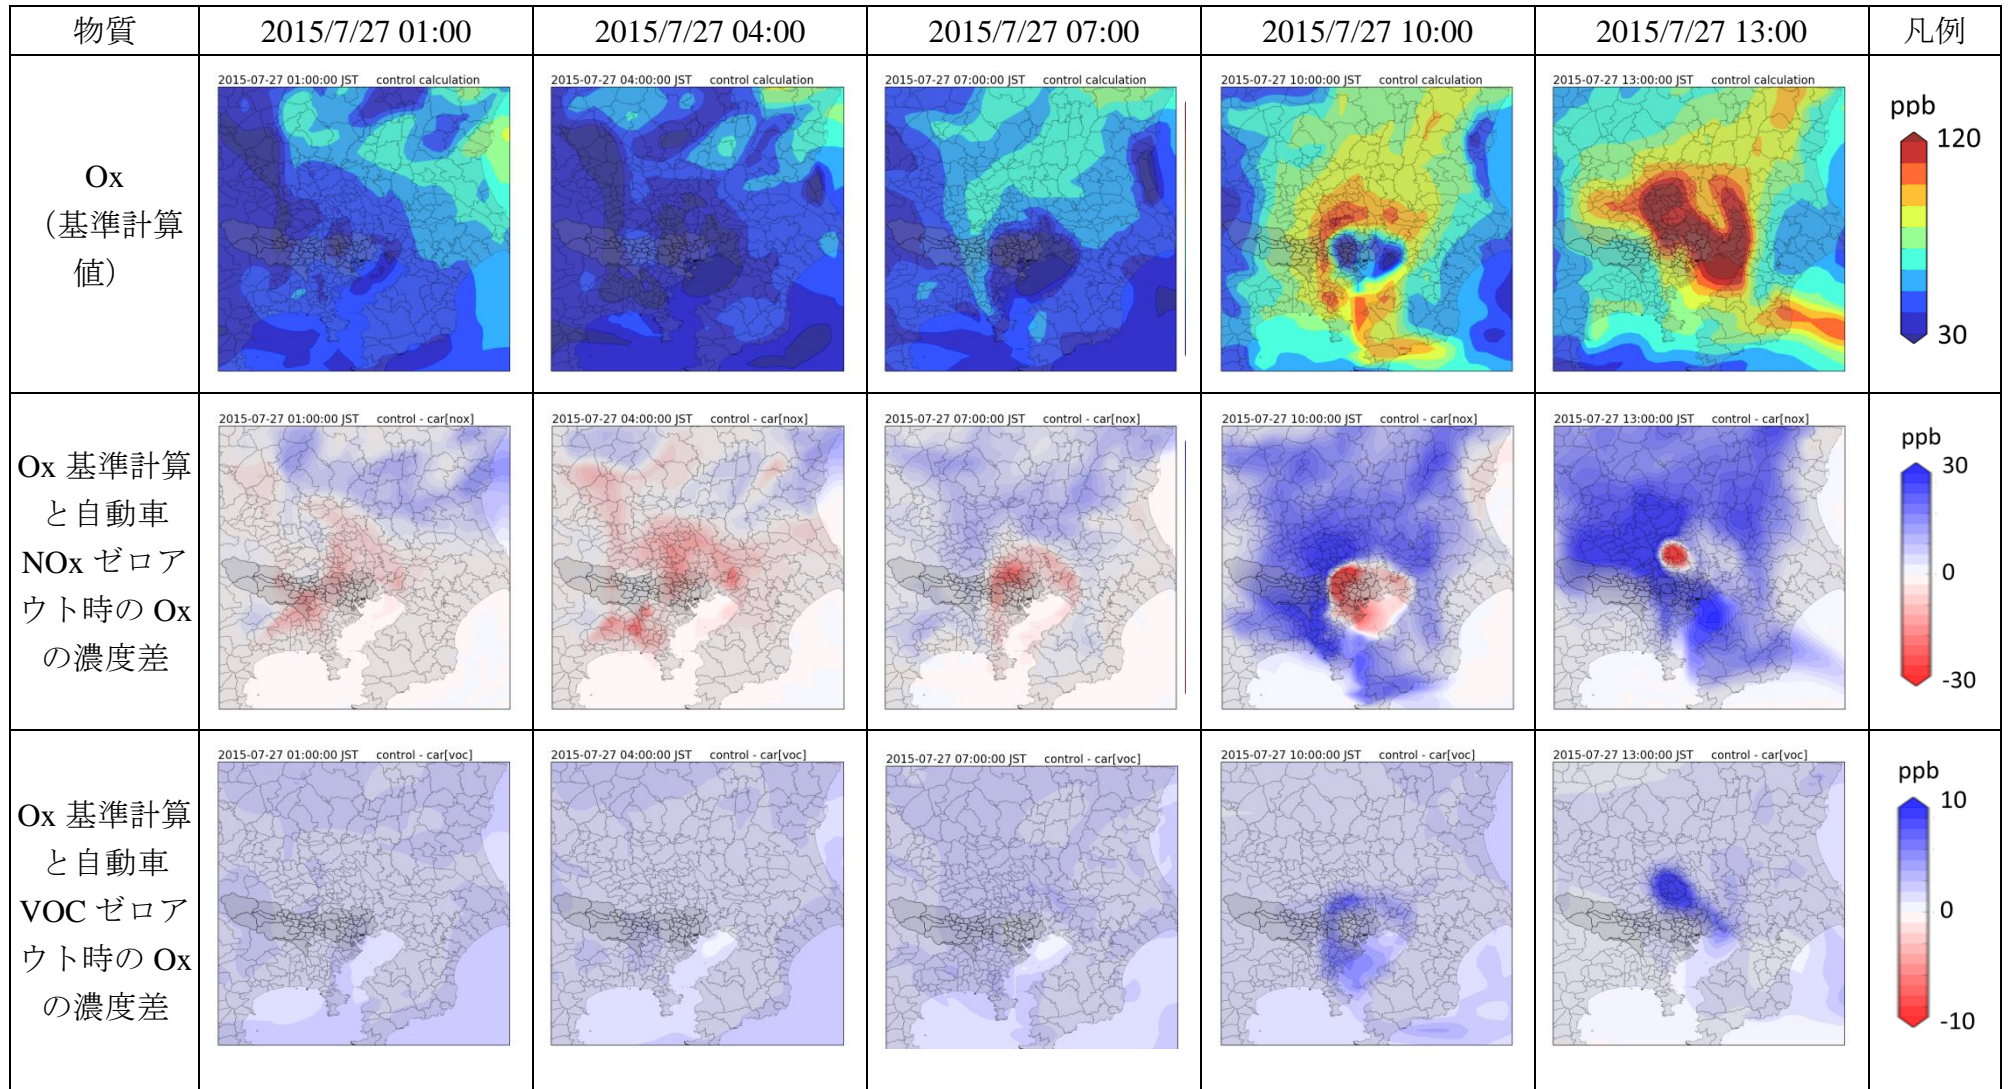 物質
2015/7/27 01:00
2015/7/27 04:00
2015/7/27 07:00
2015/7/27 10:00
2015/7/27 13:00
凡例
Ox
（基準計算
値）
2015-07-27 01:00:00 JST control calculation
2015-07-27 04:00:00 JST control calculation
2015-07-27 07:00:00 JST control calculation
2015-07-27 10:00:00 JST control calculation
2015-07-27 13:00:00 JST control calculation
ppb
120
30
Ox 基準計算
と自動車
NOx ゼロア
ウト時の Ox
の濃度差
2015-07-27 01:00:00 JST control - car[nox]
2015-07-27 04:00:00 JST control - car[nox]
2015-07-27 07:00:00 JST control - car[nox]
2015-07-27 10:00:00 JST control - car[nox]
2015-07-27 13:00:00 JST control - car[nox]
ppb
30
0
-30
Ox 基準計算
と自動車
VOC ゼロア
ウト時の Ox
の濃度差
2015-07-27 01:00:00 JST control - car[voc]
2015-07-27 04:00:00 JST control - car[voc]
2015-07-27 07:00:00 JST control - car[voc]
2015-07-27 10:00:00 JST control - car[voc]
2015-07-27 13:00:00 JST control - car[voc]
ppb
10
0
-10